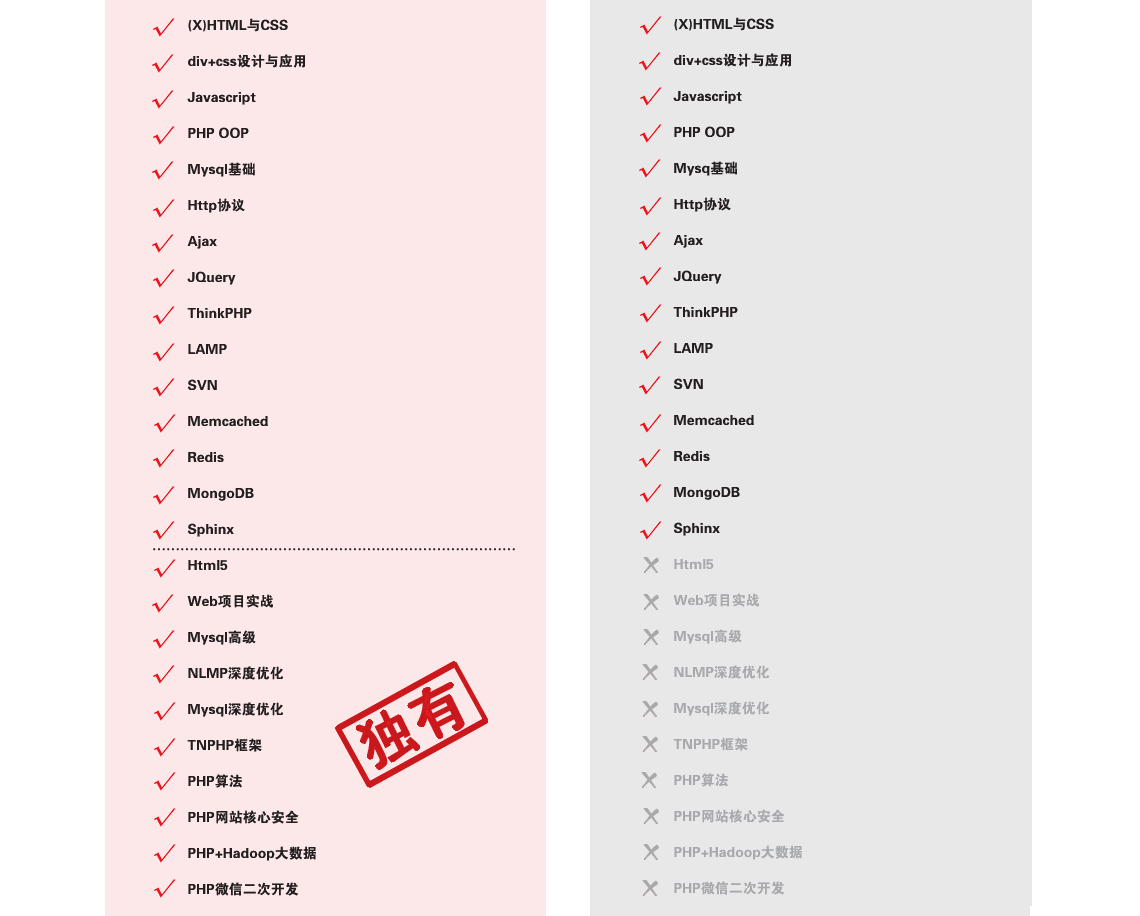 (X)HTML与CSS
div+css设计与应用
Javascript
PHP OOP
Mysql基础
Http协议
Ajax
JQuery
ThinkPHP
LAMP
SVN
Memcached
Redis
MongoDB
Sphinx
Html5
Web项目实战
Mysql高级
NLMP深度优化
Mysql深度优化
TNPHP框架
PHP算法
PHP网站核心安全
PHP+Hadoop大数据
PHP微信二次开发
独有
(X)HTML与CSS
div+css设计与应用
Javascript
PHP OOP
Mysq基础
Http协议
Ajax
JQuery
ThinkPHP
LAMP
SVN
Memcached
Redis
MongoDB
Sphinx
Html5
Web项目实战
Mysql高级
NLMP深度优化
Mysql深度优化
TNPHP框架
PHP算法
PHP网站核心安全
PHP+Hadoop大数据
PHP微信二次开发